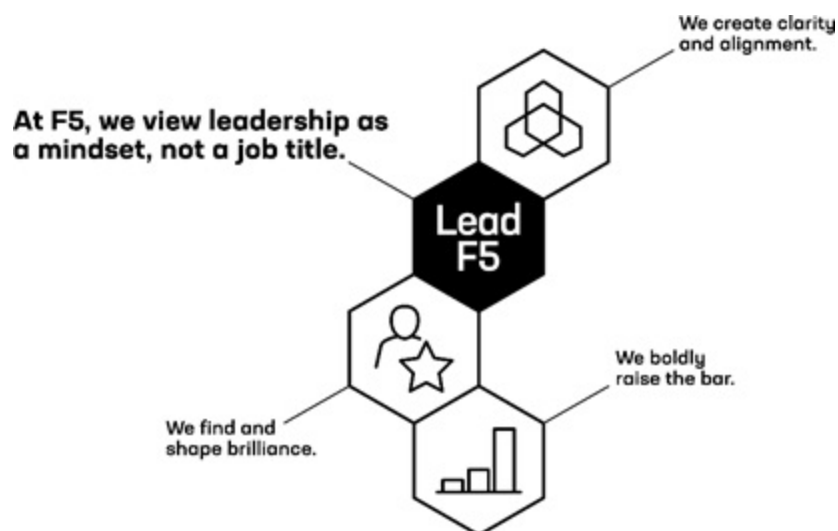 We create clarity
and alignment.
At F5, we view leadership as
a mindset, not a job title.
Lead
F5
We boldly
raise the bar.
We find and
shape brilliance.